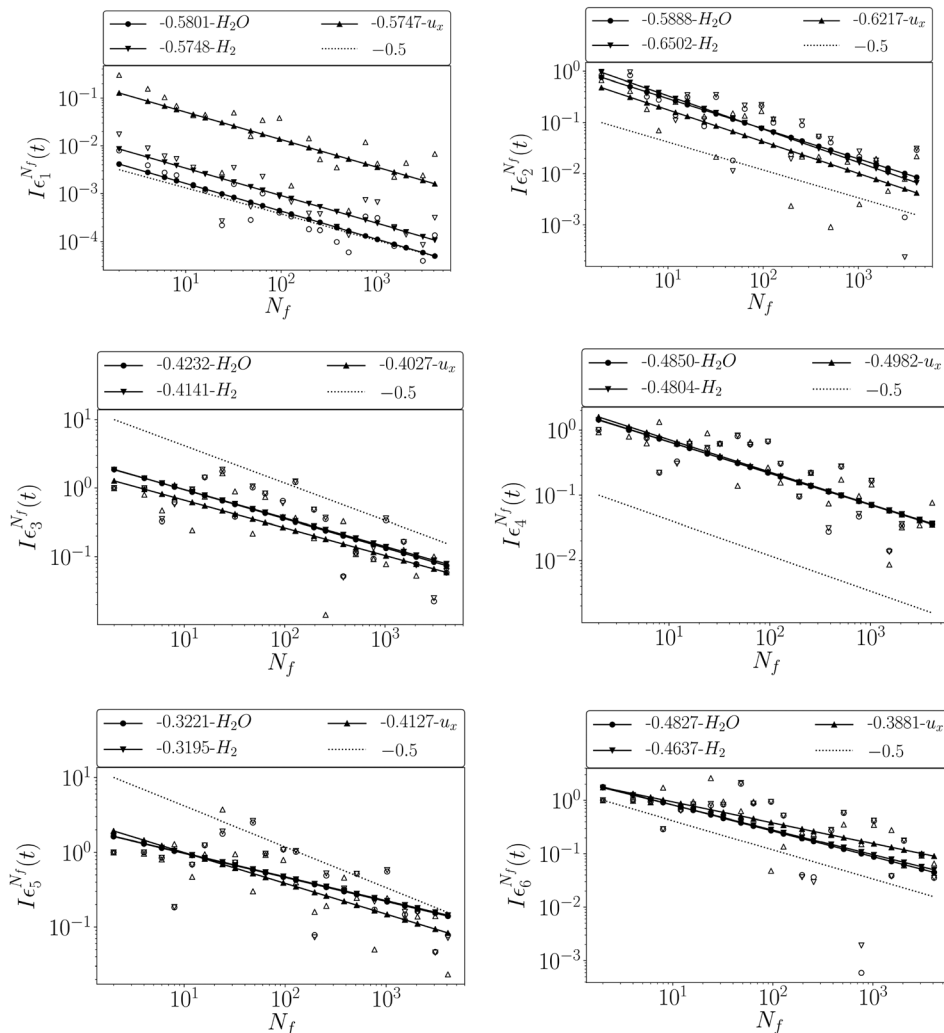 -0.5801-H₂O -0.5747-uₓ
-0.5748-H₂ −0.5
10⁻¹
10⁻²
10⁻³
10⁻⁴
Iϵ₁^{N_f}(t)
10¹ 10² 10³
N_f
-0.5888-H₂O -0.6217-uₓ
-0.6502-H₂ −0.5
10⁰
10⁻¹
10⁻²
10⁻³
Iϵ₂^{N_f}(t)
10¹ 10² 10³
N_f
-0.4232-H₂O -0.4027-uₓ
-0.4141-H₂ −0.5
10¹
10⁰
10⁻¹
Iϵ₃^{N_f}(t)
10¹ 10² 10³
N_f
-0.4850-H₂O -0.4982-uₓ
-0.4804-H₂ −0.5
10⁰
10⁻¹
10⁻²
Iϵ₄^{N_f}(t)
10¹ 10² 10³
N_f
-0.3221-H₂O -0.4127-uₓ
-0.3195-H₂ −0.5
10¹
10⁰
10⁻¹
Iϵ₅^{N_f}(t)
10¹ 10² 10³
N_f
-0.4827-H₂O -0.3881-uₓ
-0.4637-H₂ −0.5
10⁰
10⁻¹
10⁻²
10⁻³
Iϵ₆^{N_f}(t)
10¹ 10² 10³
N_f